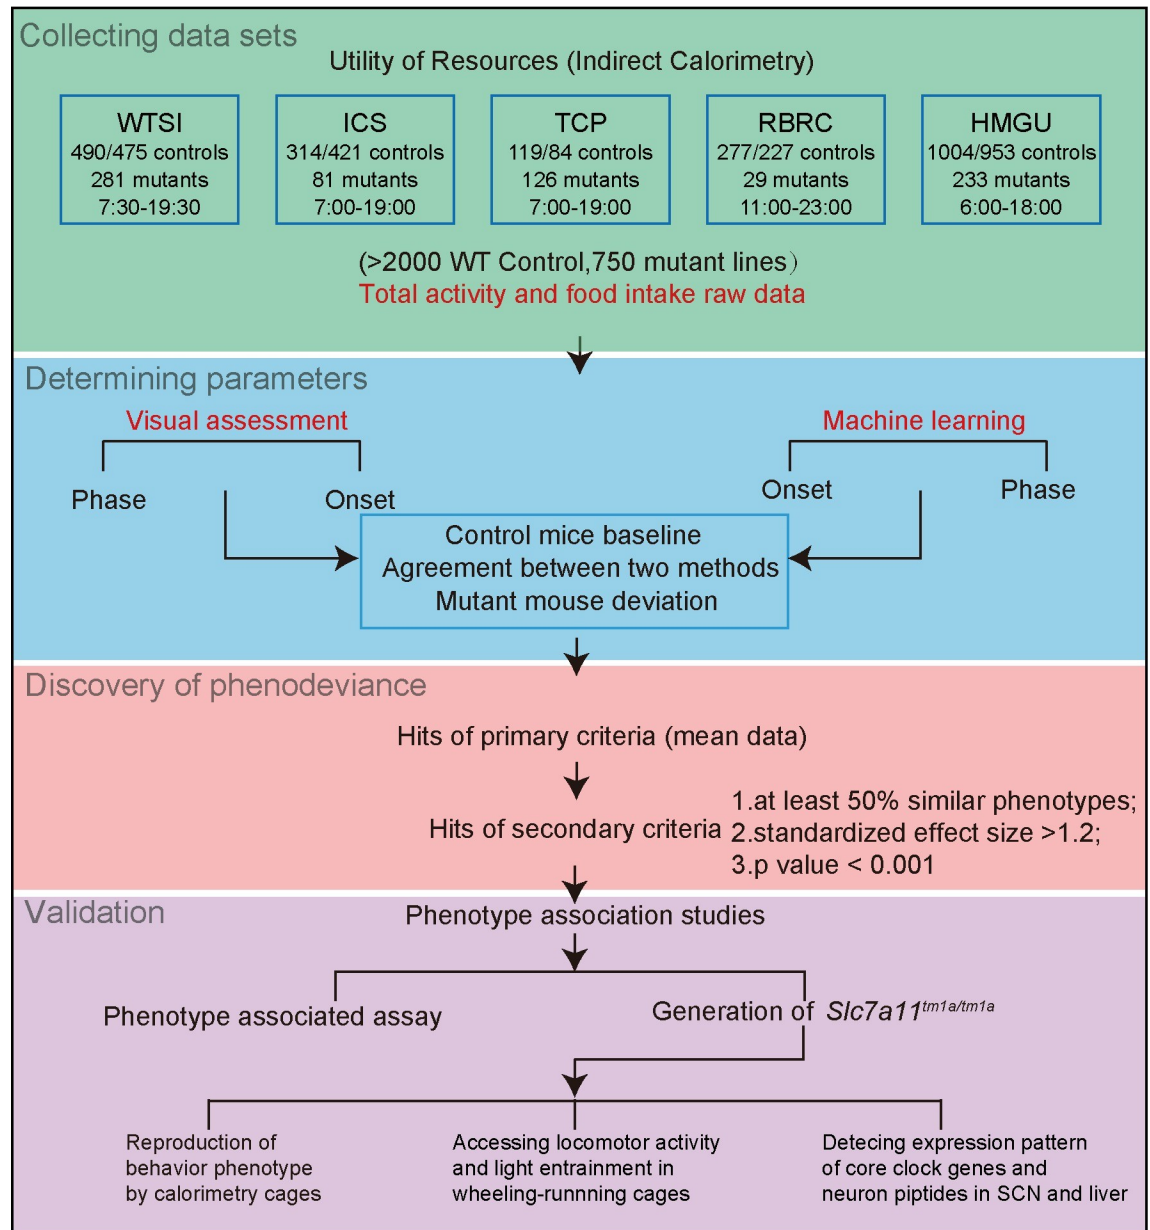 Collecting data sets
Utility of Resources (Indirect Calorimetry)
WTSI
490/475 controls
281 mutants
7:30-19:30
ICS
314/421 controls
81 mutants
7:00-19:00
TCP
119/84 controls
126 mutants
7:00-19:00
RBRC
277/227 controls
29 mutants
11:00-23:00
HMGU
1004/953 controls
233 mutants
6:00-18:00
(>2000 WT Control,750 mutant lines）
Total activity and food intake raw data
Determining parameters
Visual assessment
Phase
Onset
Machine learning
Onset
Phase
Control mice baseline
Agreement between two methods
Mutant mouse deviation
Discovery of phenodeviance
Hits of primary criteria (mean data)
Hits of secondary criteria
1.at least 50% similar phenotypes;
2.standardized effect size >1.2;
3.p value < 0.001
Validation
Phenotype association studies
Phenotype associated assay
Generation of Slc7a11tm1a/tm1a
Reproduction of
behavior phenotype
by calorimetry cages
Accessing locomotor activity
and light entrainment in
wheeling-runnning cages
Detecing expression pattern
of core clock genes and
neuron piptides in SCN and liver